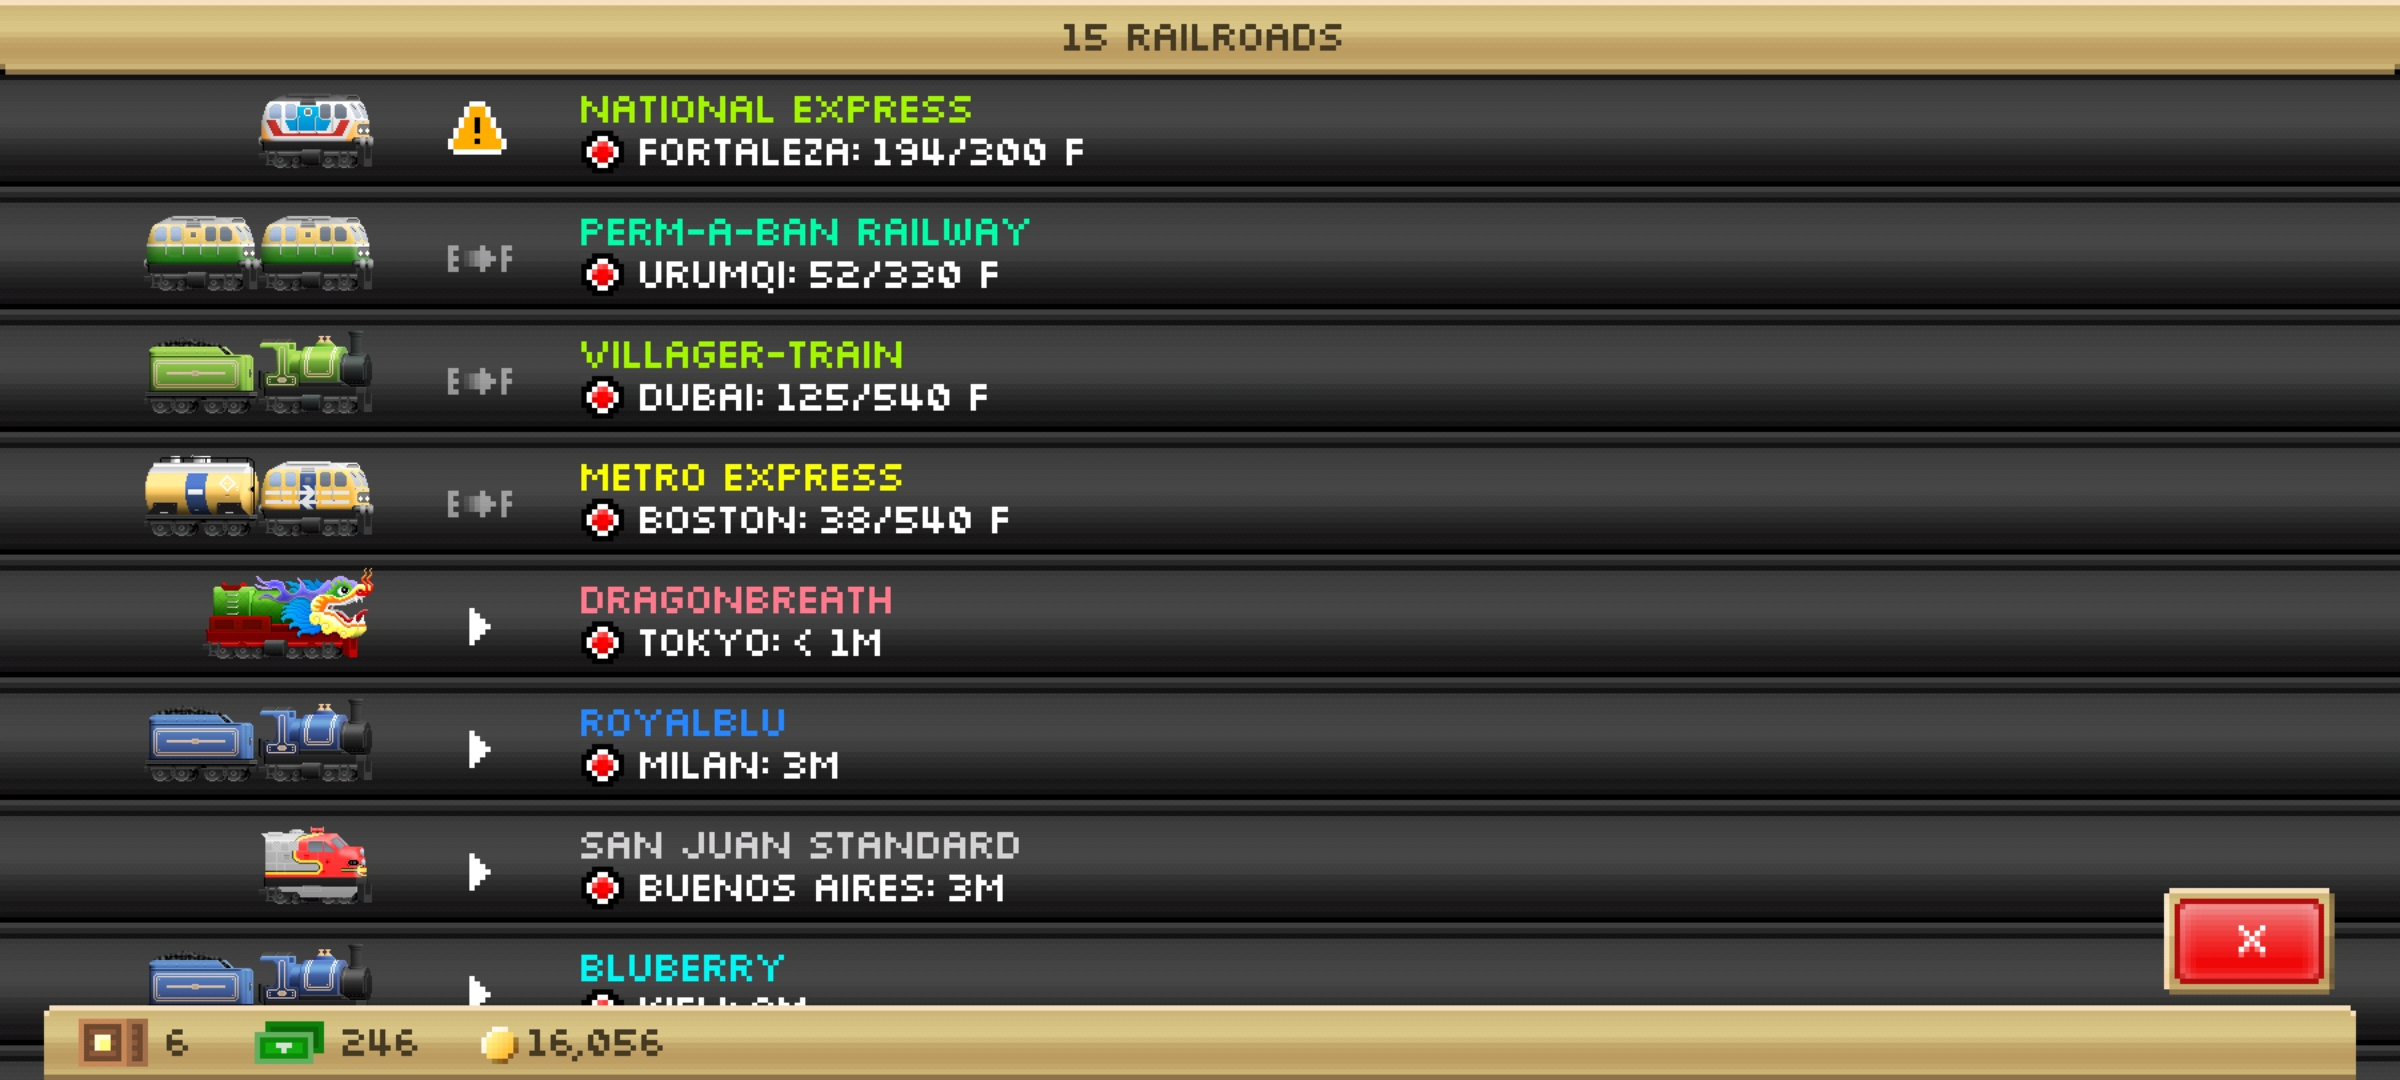 15 RAILROADS
NATIONAL EXPRESS
FORTALEZA: 194/300 F
PERM-A-BAN RAILWAY
E F
URUMQI: 52/330 F
VILLAGER-TRAIN
E F
DUBAI: 125/540 F
METRO EXPRESS
E F
BOSTON: 38/540 F
DRAGONBREATH
TOKYO: < 1M
ROYALBLU
MILAN: 3M
SAN JUAN STANDARD
BUENOS AIRES: 3M
BLUBERRY
X
6 246 16,056